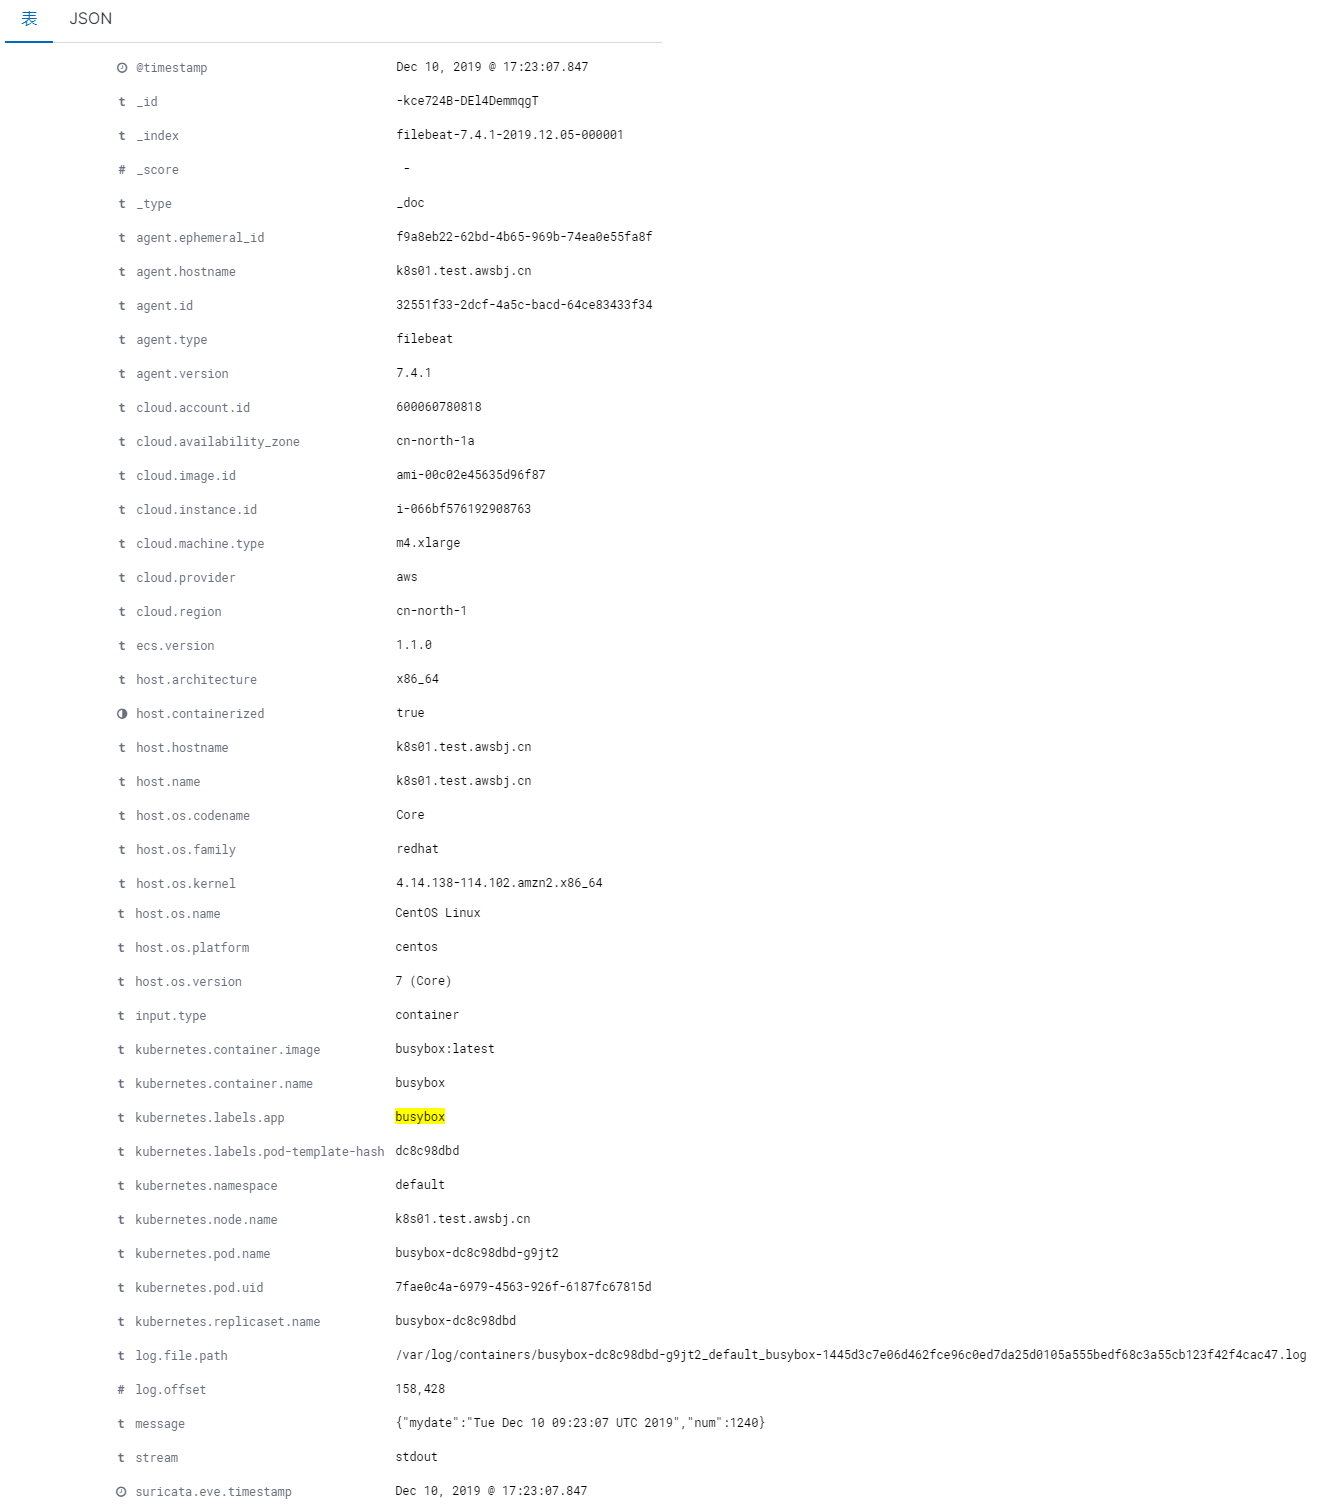 表 JSON
@timestamp Dec 10, 2019 @ 17:23:07.847
t _id -kce724B-DEl4DemmqgT
t _index filebeat-7.4.1-2019.12.05-000001
# _score -
t _type _doc
t agent.ephemeral_id f9a8eb22-62bd-4b65-969b-74ea0e55fa8f
t agent.hostname k8s01.test.awsbj.cn
t agent.id 32551f33-2dcf-4a5c-bacd-64ce83433f34
t agent.type filebeat
t agent.version 7.4.1
t cloud.account.id 600060780818
t cloud.availability_zone cn-north-1a
t cloud.image.id ami-00c02e45635d96f87
t cloud.instance.id i-066bf576192908763
t cloud.machine.type m4.xlarge
t cloud.provider aws
t cloud.region cn-north-1
t ecs.version 1.1.0
t host.architecture x86_64
host.containerized true
t host.hostname k8s01.test.awsbj.cn
t host.name k8s01.test.awsbj.cn
t host.os.codename Core
t host.os.family redhat
t host.os.kernel 4.14.138-114.102.amzn2.x86_64
t host.os.name CentOS Linux
t host.os.platform centos
t host.os.version 7 (Core)
t input.type container
t kubernetes.container.image busybox:latest
t kubernetes.container.name busybox
t kubernetes.labels.app busybox
t kubernetes.labels.pod-template-hash dc8c98dbd
t kubernetes.namespace default
t kubernetes.node.name k8s01.test.awsbj.cn
t kubernetes.pod.name busybox-dc8c98dbd-g9jt2
t kubernetes.pod.uid 7fae0c4a-6979-4563-926f-6187fc67815d
t kubernetes.replicaset.name busybox-dc8c98dbd
t log.file.path /var/log/containers/busybox-dc8c98dbd-g9jt2_default_busybox-1445d3c7e06d462fce96c0ed7da25d0105a555bedf68c3a55cb123f42f4cac47.log
# log.offset 158,428
t message {"mydate":"Tue Dec 10 09:23:07 UTC 2019","num":1240}
t stream stdout
suricata.eve.timestamp Dec 10, 2019 @ 17:23:07.847